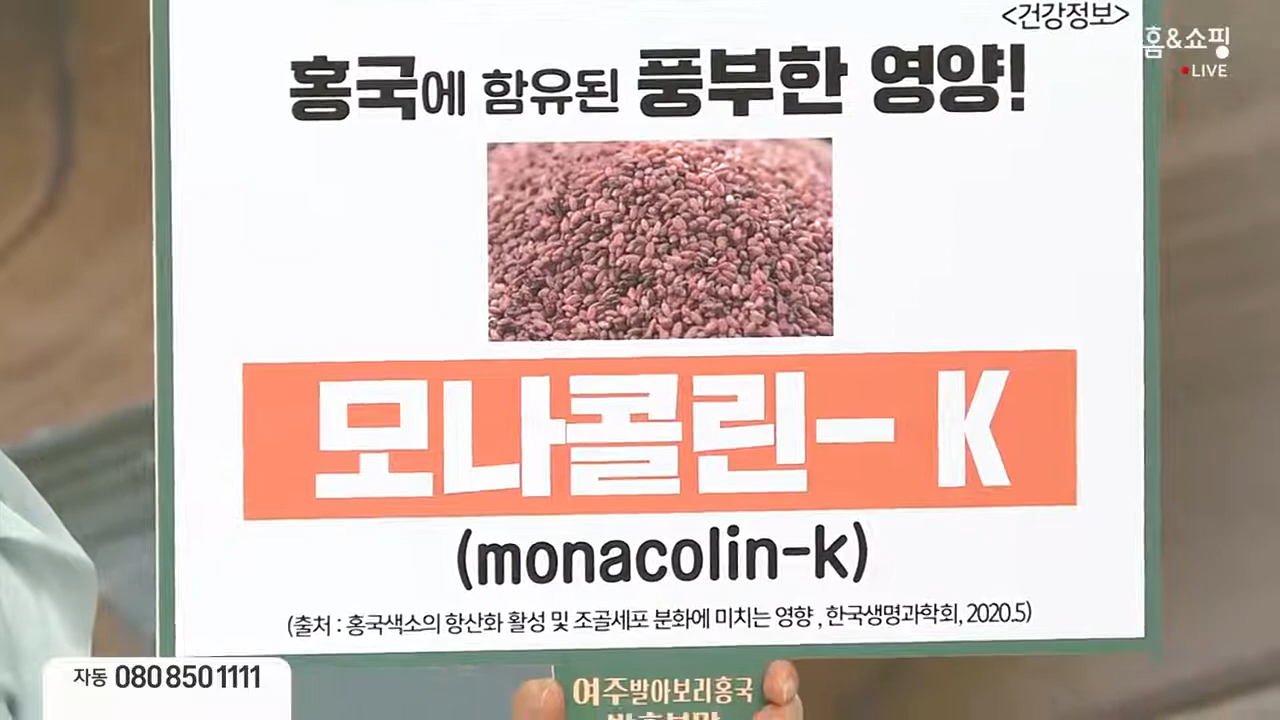 <건강정보>
홈&쇼핑
LIVE
홍국에 함유된 풍부한 영양!
모나콜린-K
(monacolin-k)
(출처 : 홍국색소의 항산화 활성 및 조골세포 분화에 미치는 영향 , 한국생명과학회, 2020.5)
자동 080 850 1111
여주발아보리홍국